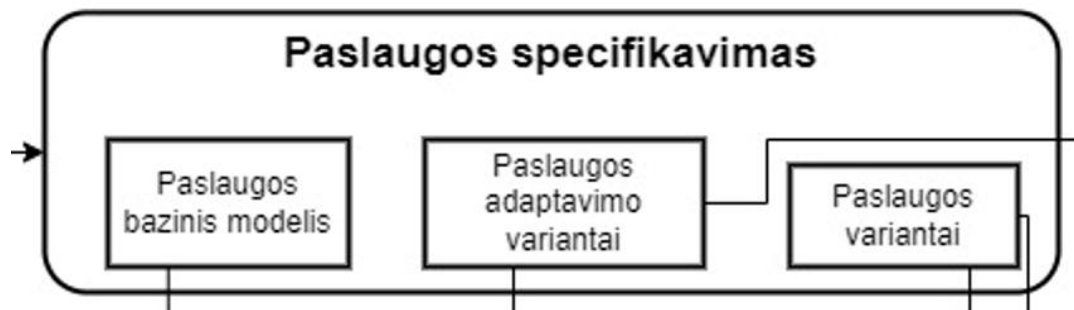 Paslaugos specifikavimas
Paslaugos
bazinis modelis
Paslaugos
adaptavimo
variantai
Paslaugos
variantai